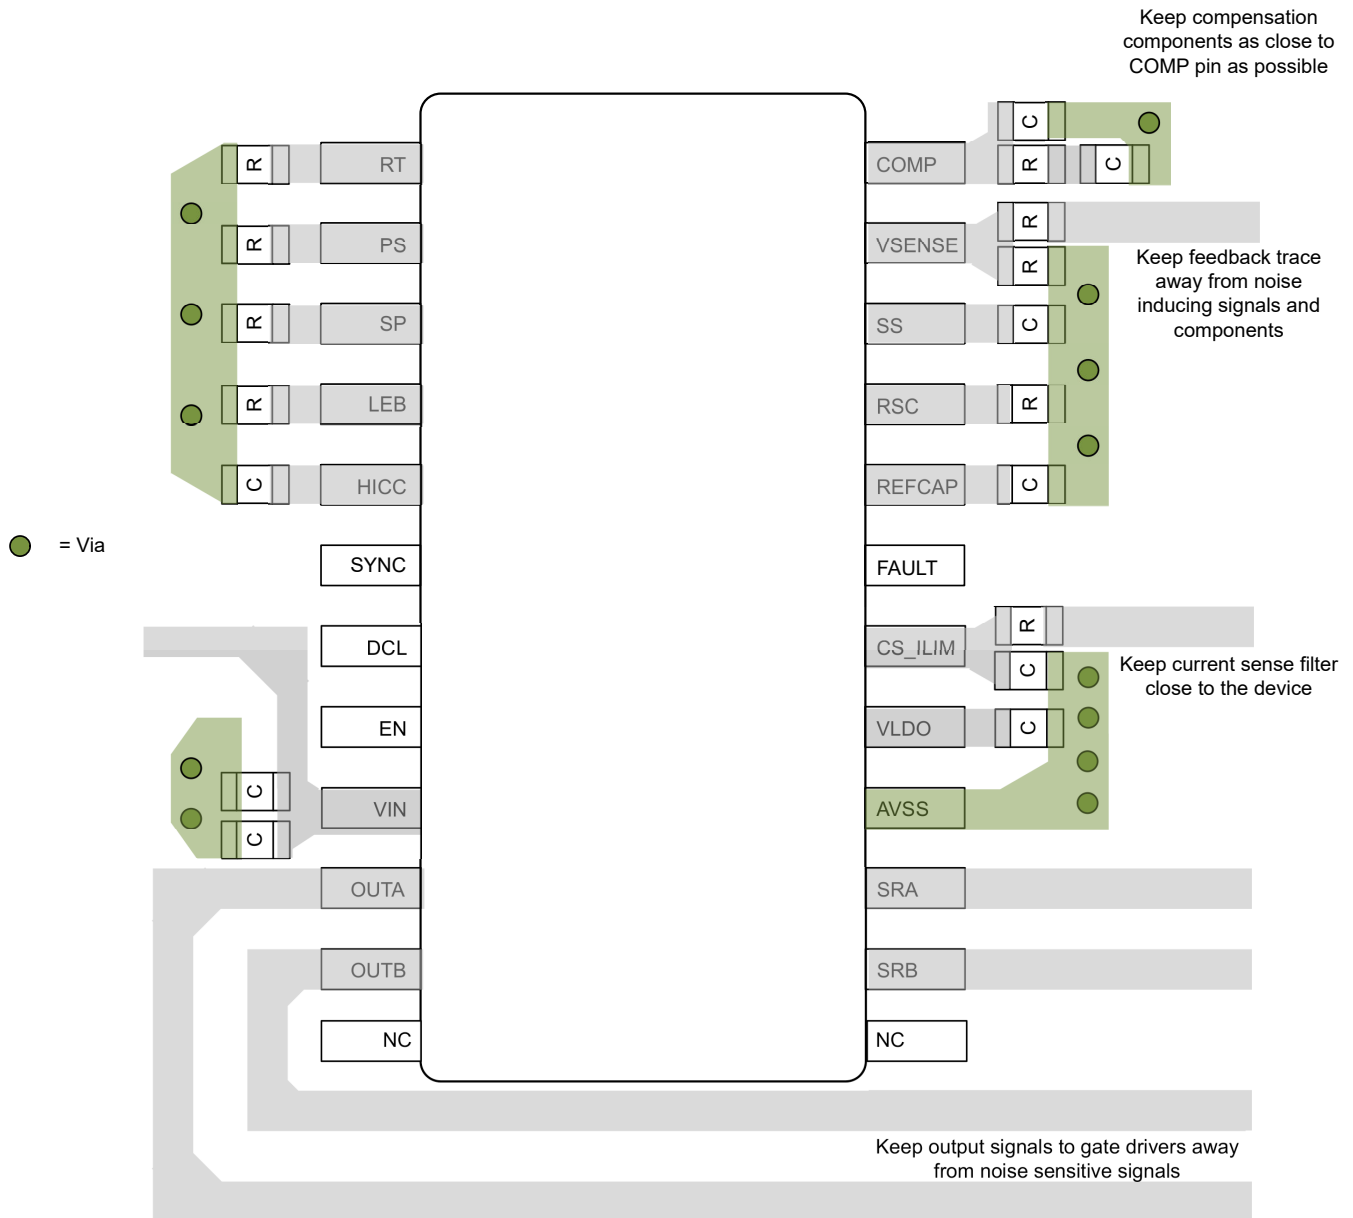 Keep compensation
components as close to
COMP pin as possible
C
R RT COMP R C
R
R PS VSENSE
R
Keep feedback trace
away from noise
inducing signals and
components
R SP SS C
R LEB RSC R
C HICC REFCAP C
= Via
SYNC FAULT
R
DCL CS_ILIM
C
Keep current sense filter
close to the device
EN VLDO C
C
VIN AVSS
C
OUTA SRA
OUTB SRB
NC NC
Keep output signals to gate drivers away
from noise sensitive signals